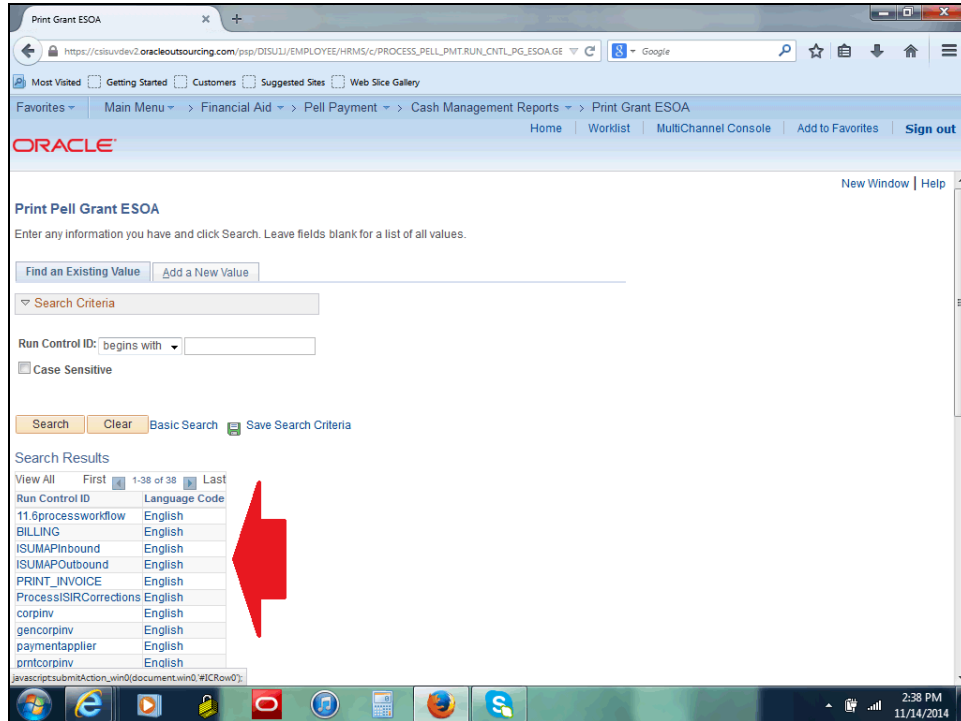 Print Grant ESOA
https://csisuvdev2.oracleoutsourcing.com/psp/DISU1J/EMPLOYEE/HRMS/c/PROCESS_PELL_PMT.RUN_CNTL_PG_ESOA.GE
Google
Most Visited Getting Started Customers Suggested Sites Web Slice Gallery
Favorites Main Menu > Financial Aid > Pell Payment > Cash Management Reports > Print Grant ESOA
Home Worklist MultiChannel Console Add to Favorites Sign out
ORACLE
New Window | Help
Print Pell Grant ESOA
Enter any information you have and click Search. Leave fields blank for a list of all values.
Find an Existing Value Add a New Value
Search Criteria
Run Control ID: begins with
Case Sensitive
Search Clear Basic Search Save Search Criteria
Search Results
View All First 1-38 of 38 Last
Run Control ID Language Code
11.6processworkflow English
BILLING English
ISUMAPInbound English
ISUMAPOutbound English
PRINT_INVOICE English
ProcessISIRCorrections English
corpinv English
gencorpinv English
paymentapplier English
prntcorpinv English
javascript:submitAction_win0(document.win0,'#ICRow0');
2:38 PM
11/14/2014